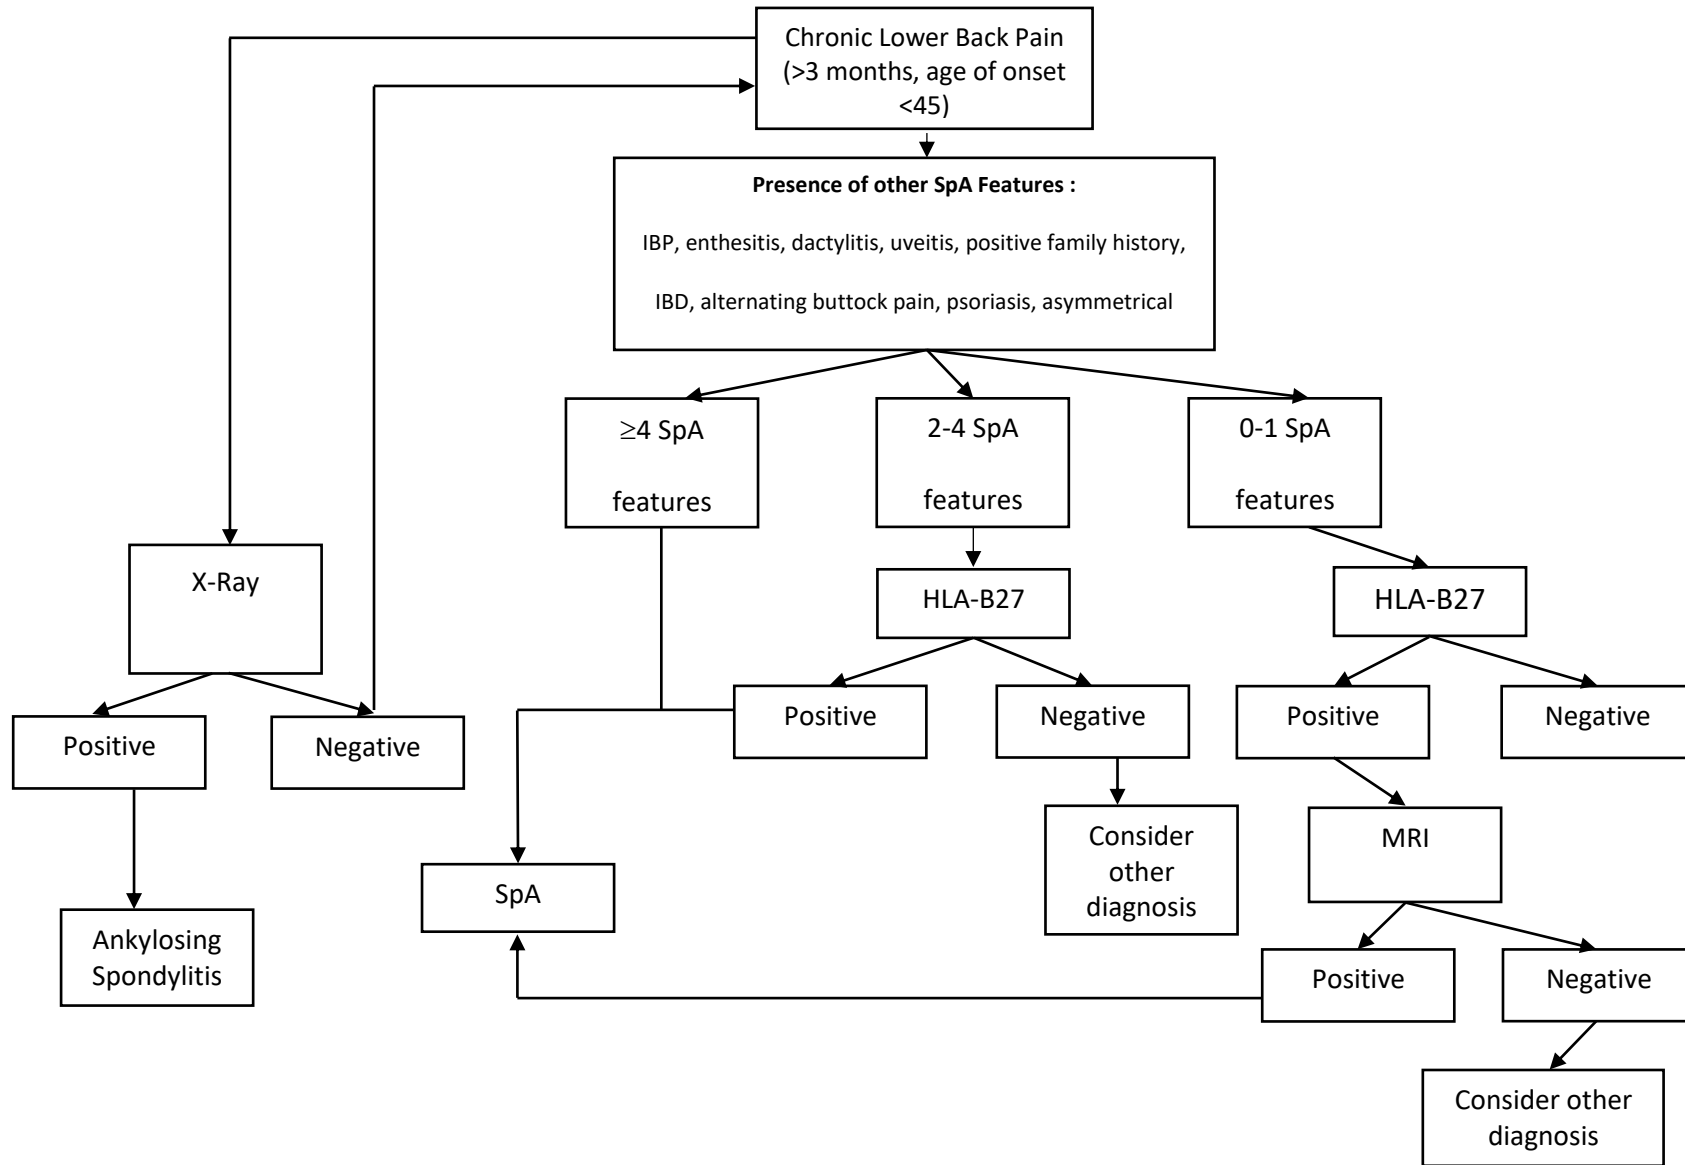 Chronic Lower Back Pain
(>3 months, age of onset
<45)
Presence of other SpA Features :
IBP, enthesitis, dactylitis, uveitis, positive family history,
IBD, alternating buttock pain, psoriasis, asymmetrical
≥4 SpA
features
2-4 SpA
features
0-1 SpA
features
X-Ray
HLA-B27
HLA-B27
Positive
Negative
Positive
Negative
Positive
Negative
Consider
other
diagnosis
MRI
SpA
Ankylosing
Spondylitis
Positive
Negative
Consider other
diagnosis